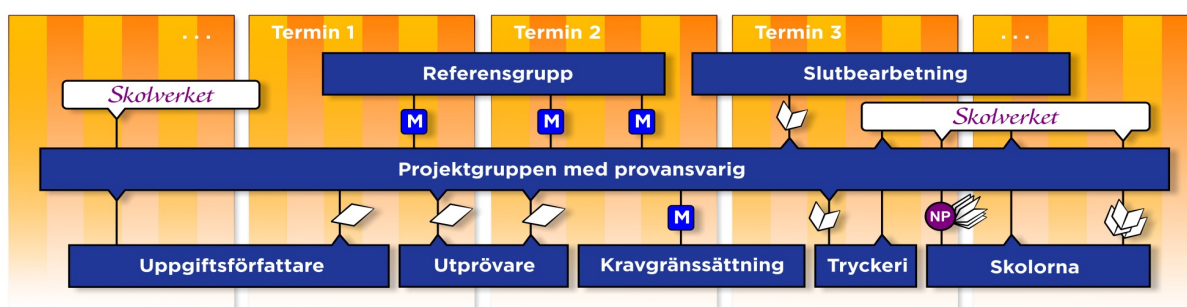 . . .
Termin 1
Termin 2
Termin 3
. . .
Referensgrupp
Slutbearbetning
Skolverket
Skolverket
M
M
M
Projektgruppen med provansvarig
M
NP
Uppgiftsförfattare
Utprövare
Kravgränssättning
Tryckeri
Skolorna